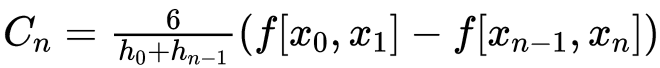 $C_n = \frac{6}{h_0 + h_{n-1}} (f[x_0, x_1] - f[x_{n-1}, x_n])$